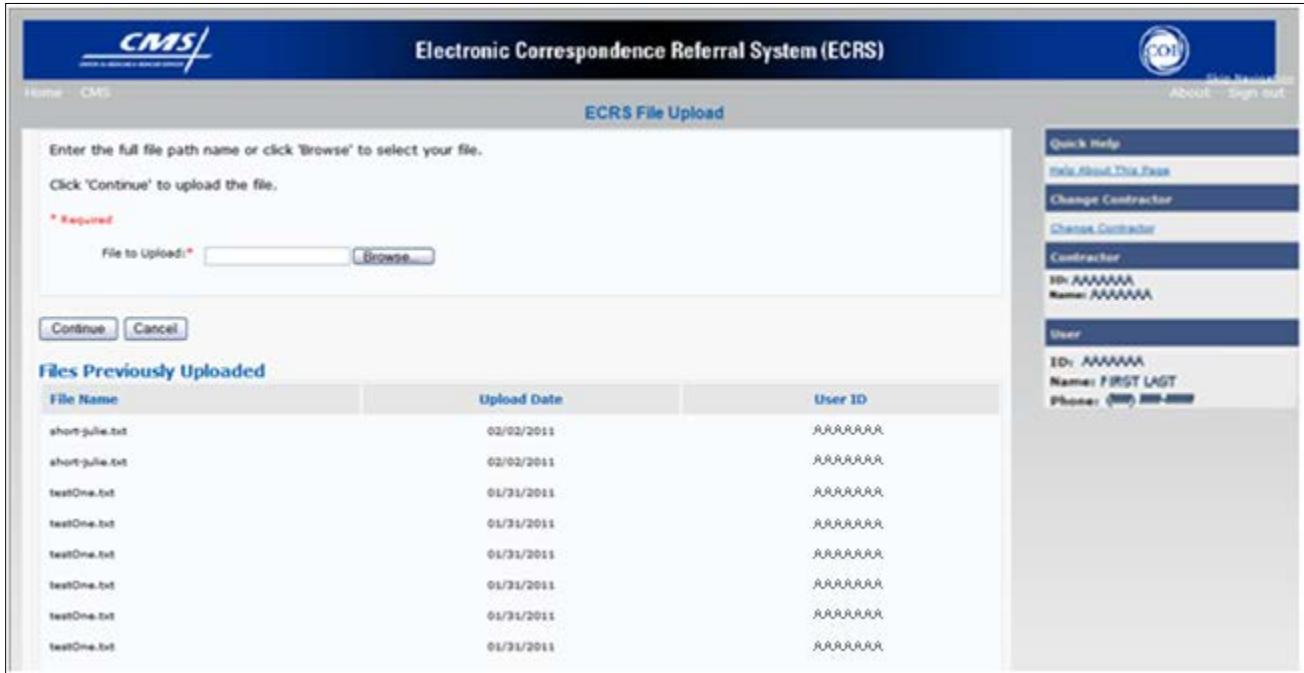 CMS
Electronic Correspondence Referral System (ECRS)
COB
Skip Navigation
Home CMS
About Sign out
ECRS File Upload
Enter the full file path name or click 'Browse' to select your file.
Click 'Continue' to upload the file.
* Required
File to Upload:*
Browse...
Continue Cancel
Quick Help
Help About This Page
Change Contractor
Change Contractor
Contractor
ID: AAAAAAA
Name: AAAAAAA
User
ID: AAAAAAA
Name: FIRST LAST
Phone: (###) ###-####
Files Previously Uploaded
File Name Upload Date User ID
short-julie.txt 02/02/2011 AAAAAAA
short-julie.txt 02/02/2011 AAAAAAA
testOne.txt 01/31/2011 AAAAAAA
testOne.txt 01/31/2011 AAAAAAA
testOne.txt 01/31/2011 AAAAAAA
testOne.txt 01/31/2011 AAAAAAA
testOne.txt 01/31/2011 AAAAAAA
testOne.txt 01/31/2011 AAAAAAA